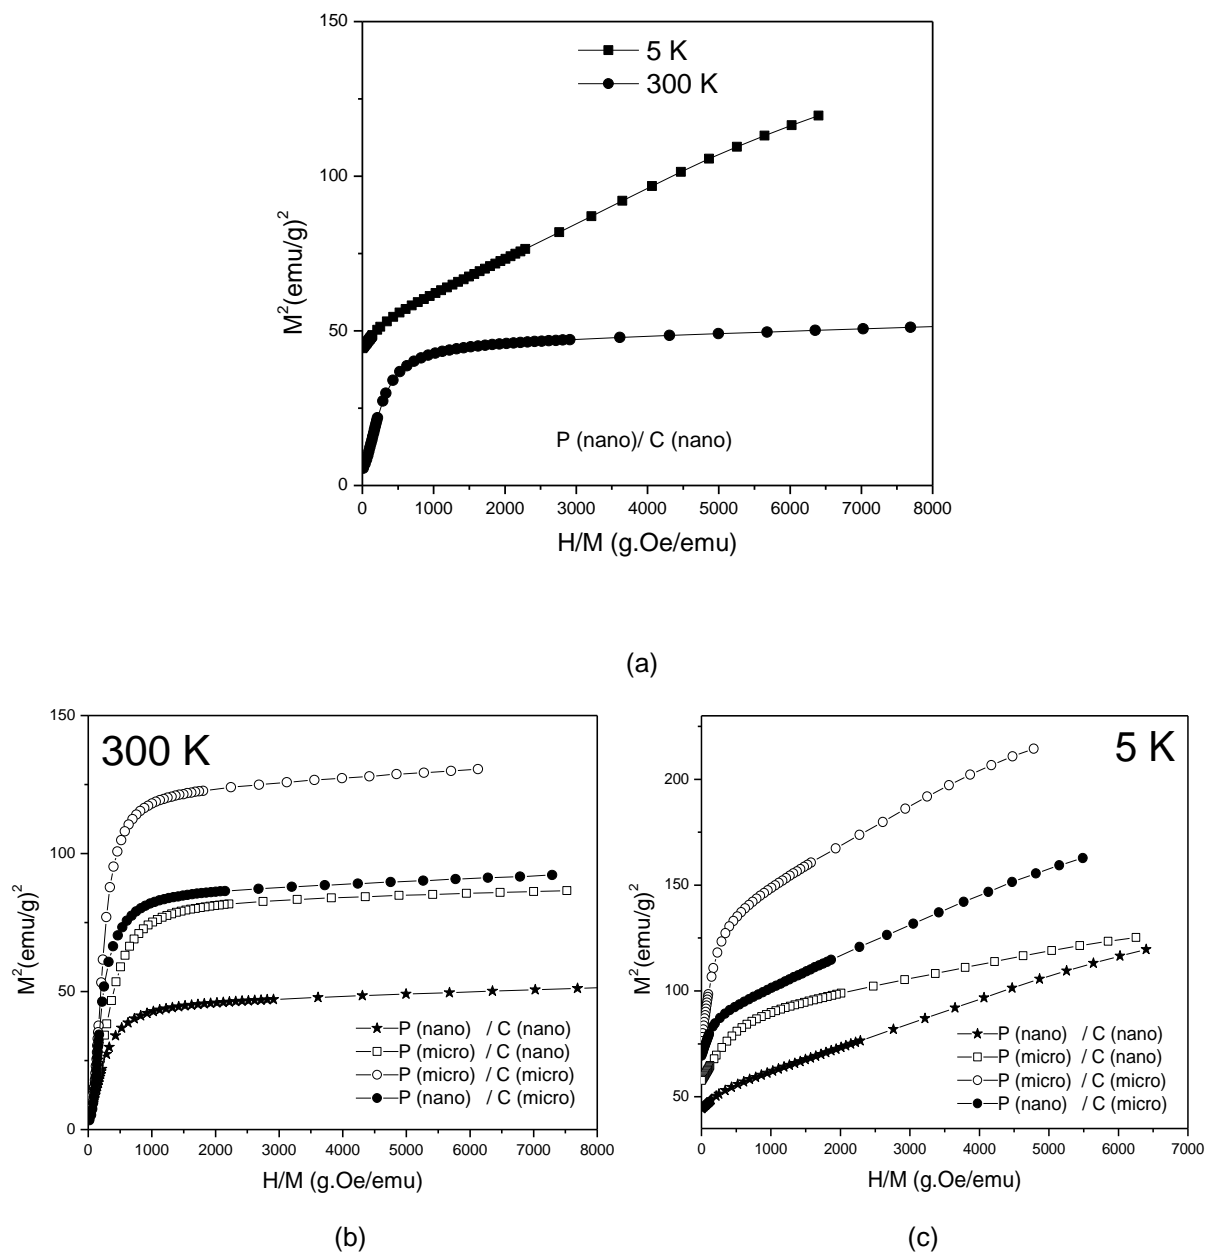 150
100
50
0
M²(emu/g)²
5 K
300 K
P (nano)/ C (nano)
0 1000 2000 3000 4000 5000 6000 7000 8000
H/M (g.Oe/emu)
(a)
150
100
50
0
M²(emu/g)²
300 K
P (nano) / C (nano)
P (micro) / C (nano)
P (micro) / C (micro)
P (nano) / C (micro)
0 1000 2000 3000 4000 5000 6000 7000 8000
H/M (g.Oe/emu)
(b)
200
150
100
50
M²(emu/g)²
5 K
P (nano) / C (nano)
P (micro) / C (nano)
P (micro) / C (micro)
P (nano) / C (micro)
0 1000 2000 3000 4000 5000 6000 7000
H/M (g.Oe/emu)
(c)